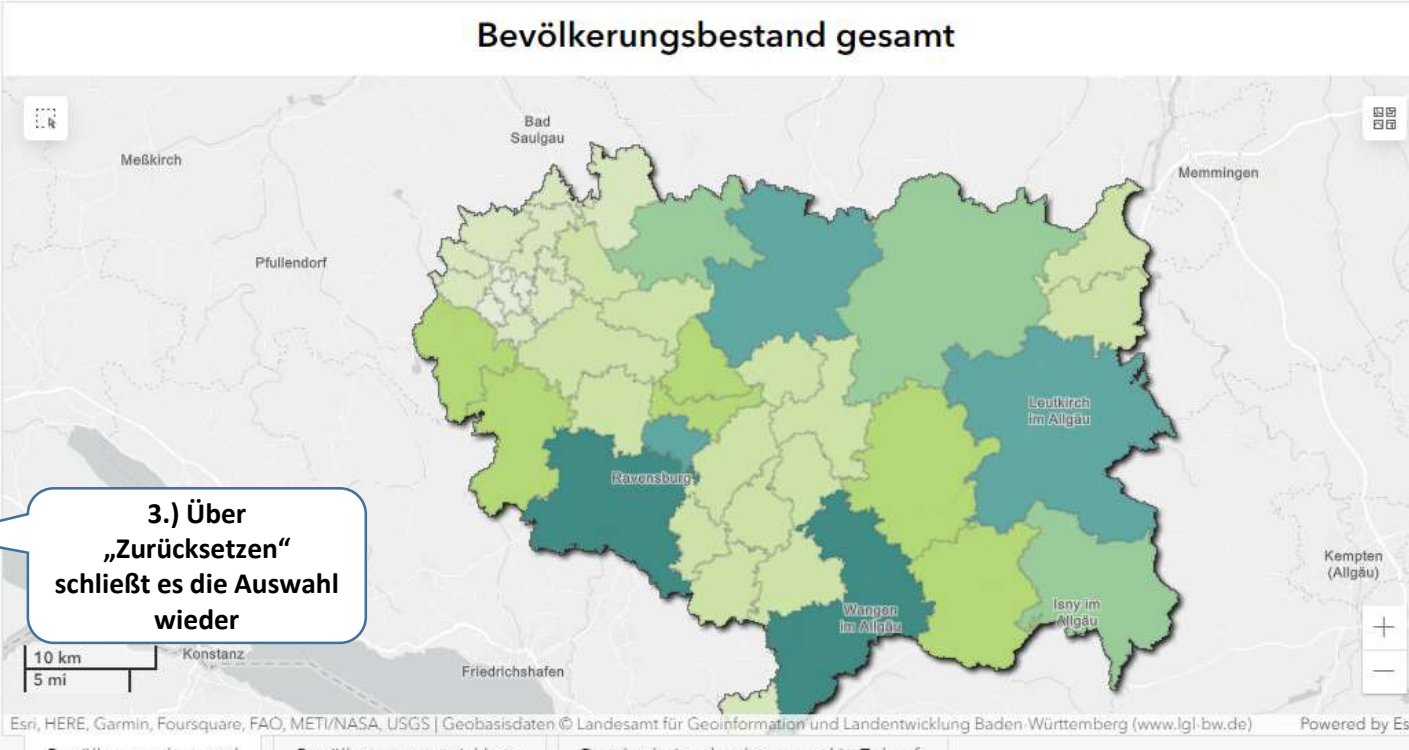 Bevölkerungsbestand gesamt
Bad
Saulgau
Meßkirch
Memmingen
Pfullendorf
Leutkirch
im Allgäu
Ravensburg
3.) Über
„Zurücksetzen“
schließt es die Auswahl
wieder
Kempten
(Allgäu)
Wangen
im Allgäu
Isny im
Allgäu
10 km
5 mi
Konstanz
Friedrichshafen
+
−
Esri, HERE, Garmin, Foursquare, FAO, METI/NASA, USGS | Geobasisdaten © Landesamt für Geoinformation und Landentwicklung Baden-Württemberg (www.lgl-bw.de)
Powered by Es